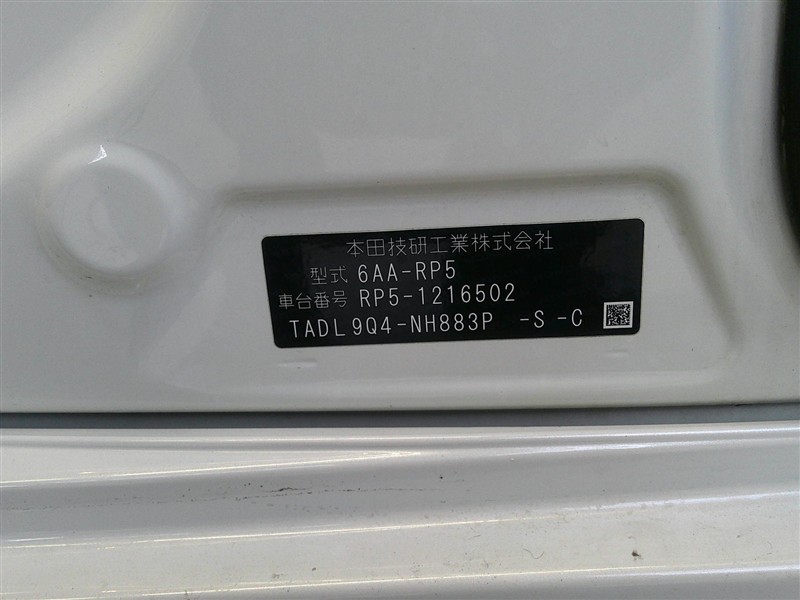 本田技研工業株式会社
型式 6AA-RP5
車台番号 RP5-1216502
TADL9Q4-NH883P -S-C